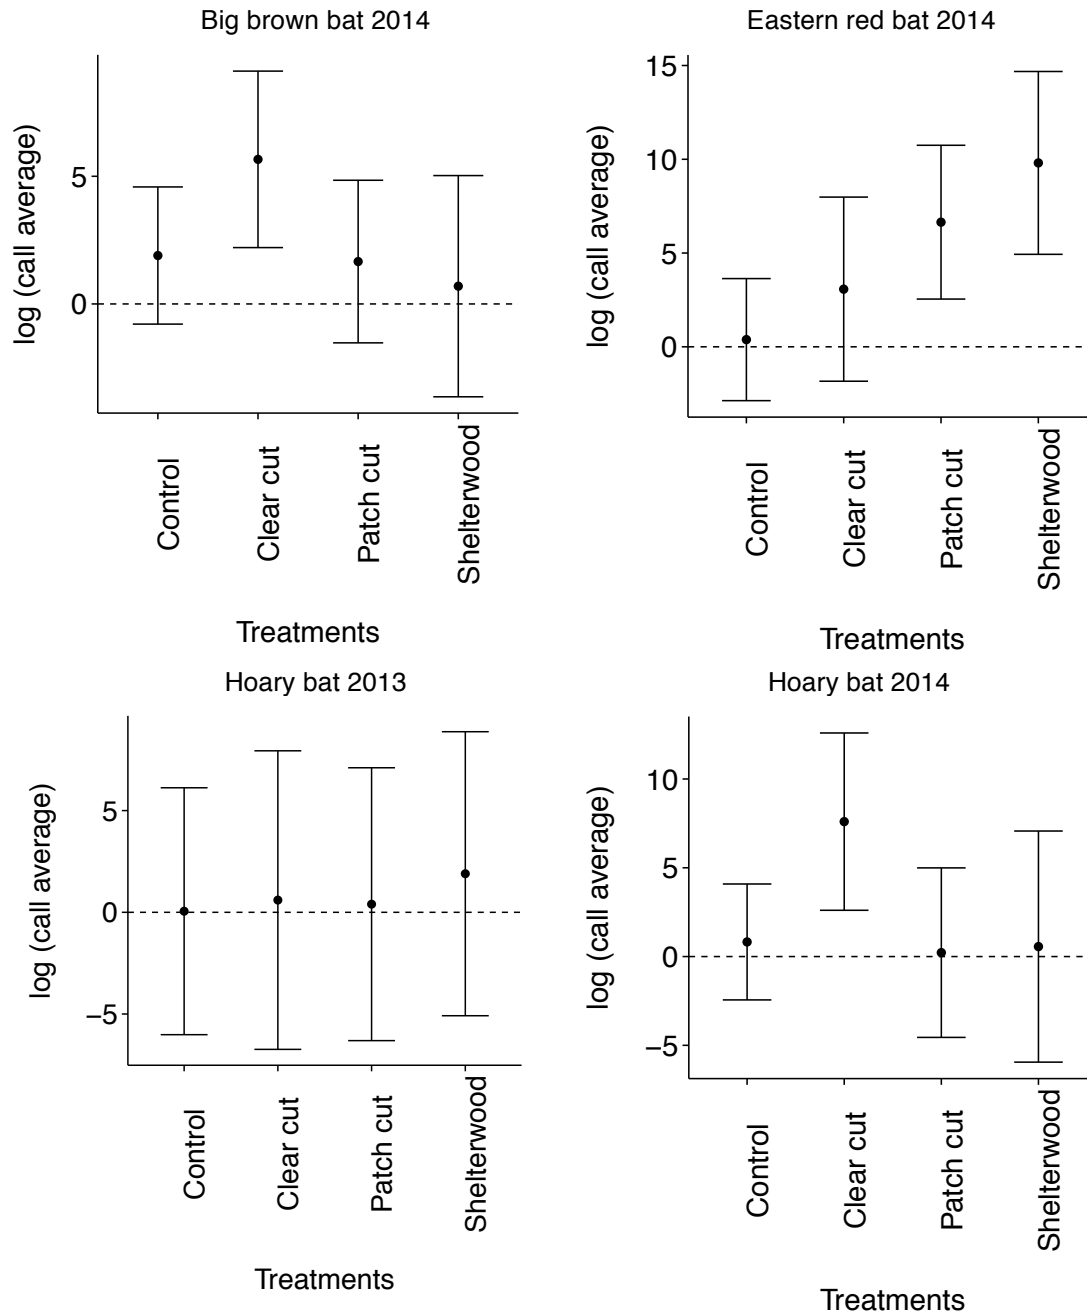 Big brown bat 2014
log (call average)
5
0
Control
Clear cut
Patch cut
Shelterwood
Treatments
Eastern red bat 2014
log (call average)
15
10
5
0
Control
Clear cut
Patch cut
Shelterwood
Treatments
Hoary bat 2013
log (call average)
5
0
−5
Control
Clear cut
Patch cut
Shelterwood
Treatments
Hoary bat 2014
log (call average)
10
5
0
−5
Control
Clear cut
Patch cut
Shelterwood
Treatments